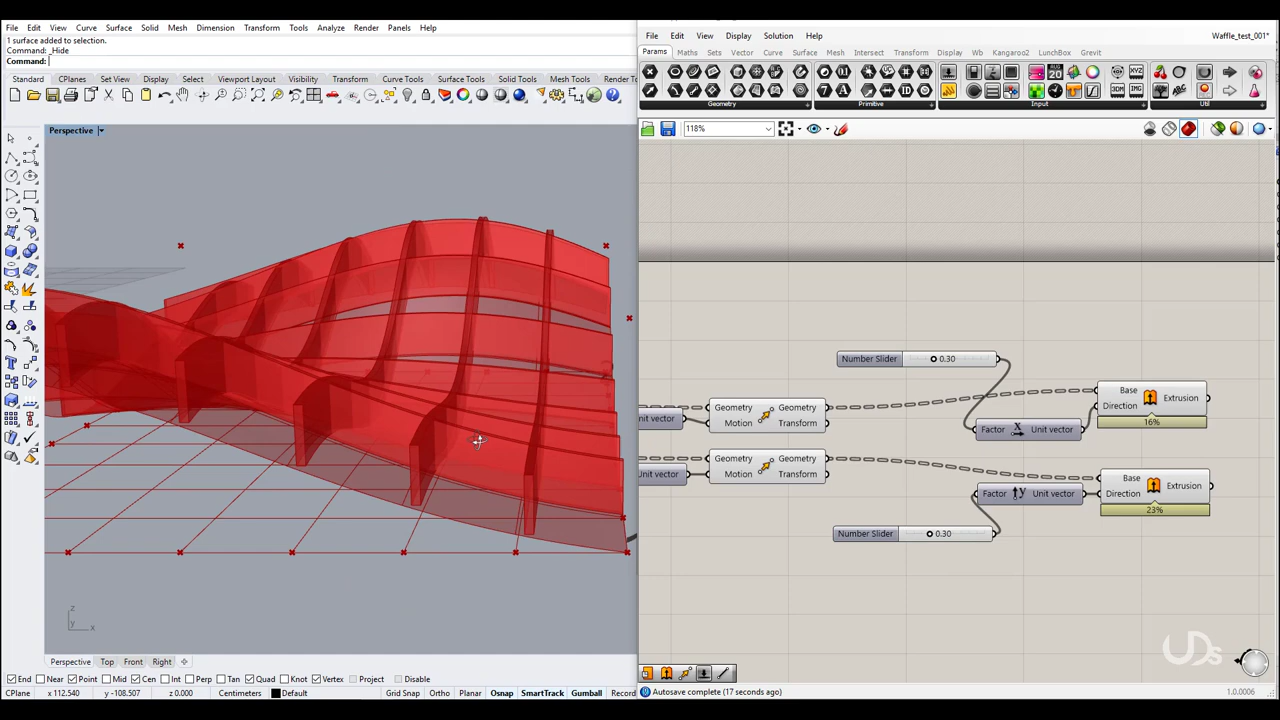 File Edit View Curve Surface Solid Mesh Dimension Transform Tools Analyze Render Panels Help
1 surface added to selection.
Command: _Hide
Command:
Standard CPlanes Set View Display Select Viewport Layout Visibility Transform Curve Tools Surface Tools Solid Tools Mesh Tools Render To
Perspective
z
y x
Perspective Top Front Right
End Near Point Mid Cen Int Perp Tan Quad Knot Vertex Project Disable
CPlane x 112.540 y -108.507 z 0.000 Centimeters Default Grid Snap Ortho Planar Osnap SmartTrack Gumball Record
File Edit View Display Solution Help Waffle_test_001*
Params Maths Sets Vector Curve Surface Mesh Intersect Transform Display Wb Kangaroo2 LunchBox Grevit
Geometry Primitive Input Util
118%
Number Slider 0.30
Base
Direction
Extrusion
16%
Factor x Unit vector
nit vector
Geometry Geometry
Motion Transform
Geometry Geometry
Motion Transform
Unit vector
Base
Direction
Extrusion
23%
Factor y Unit vector
Number Slider 0.30
UDs
Autosave complete (17 seconds ago) 1.0.0006